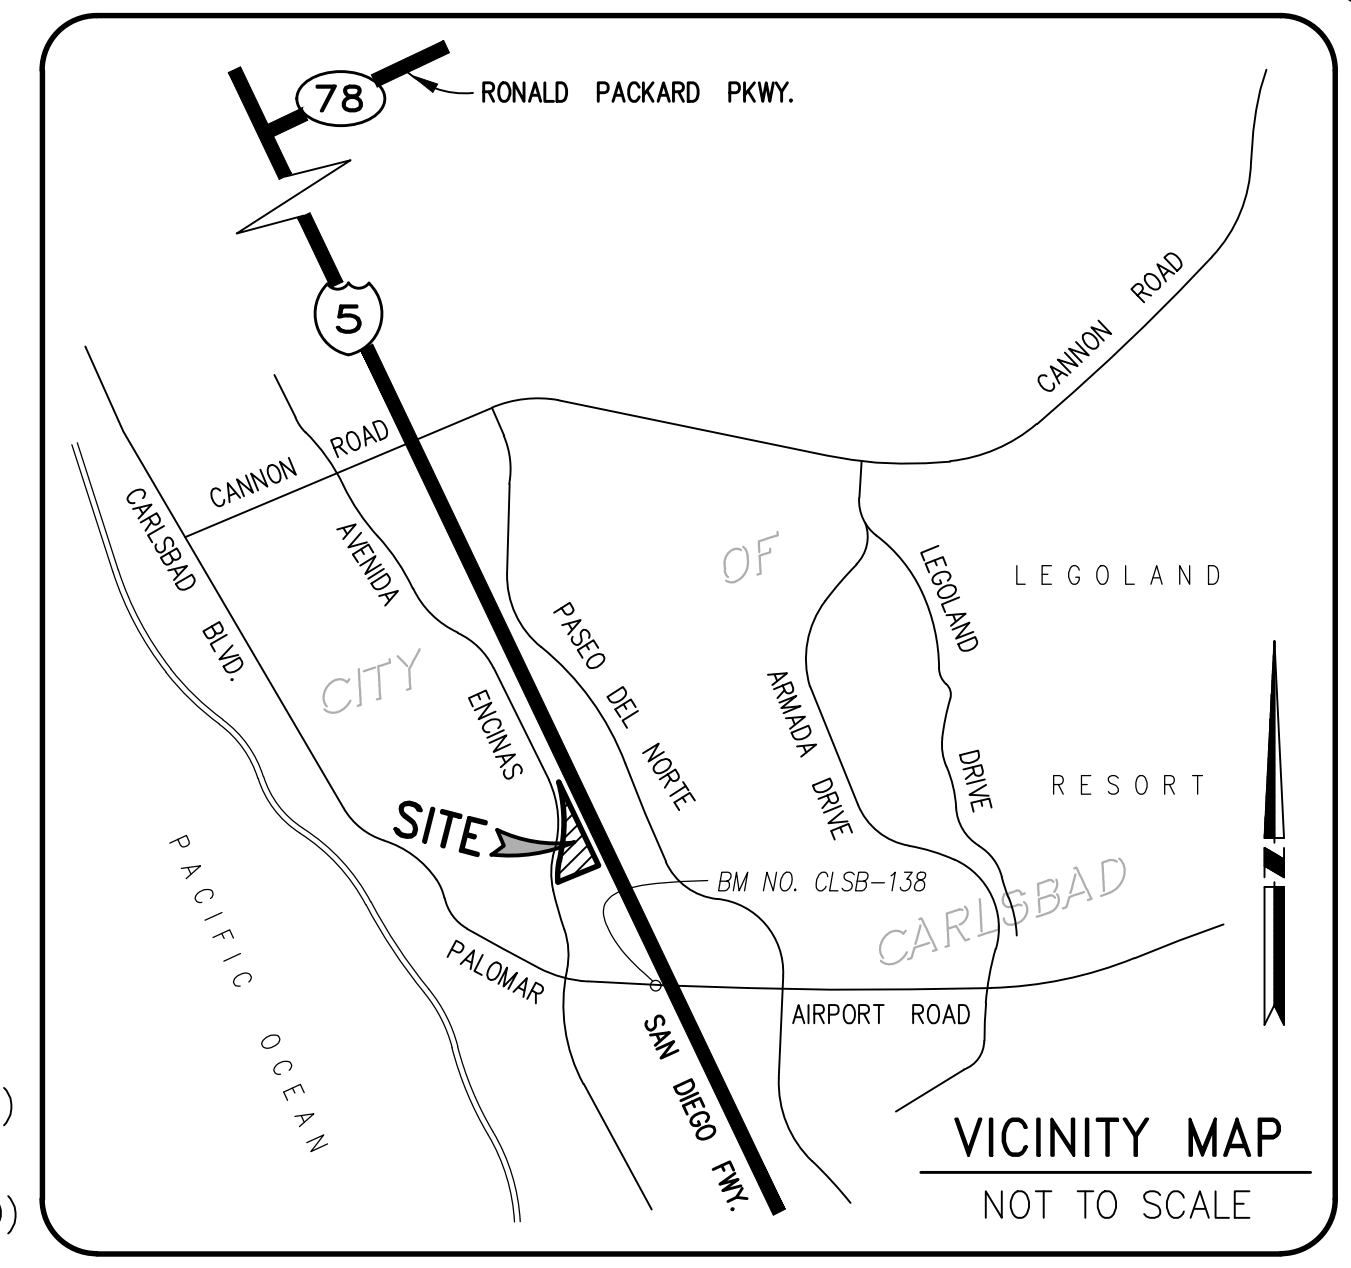 78
RONALD PACKARD PKWY.
5
CANNON ROAD
CANNON ROAD
CARLSBAD BLVD.
AVENIDA ENCINAS
PASEO DEL NORTE
ARMADA DRIVE
LEGOLAND DRIVE
LEGOLAND
RESORT
CITY OF CARLSBAD
SITE
BM NO. CLSB-138
PALOMAR AIRPORT ROAD
SAN DIEGO FWY.
PACIFIC OCEAN
N
VICINITY MAP
NOT TO SCALE
)
)